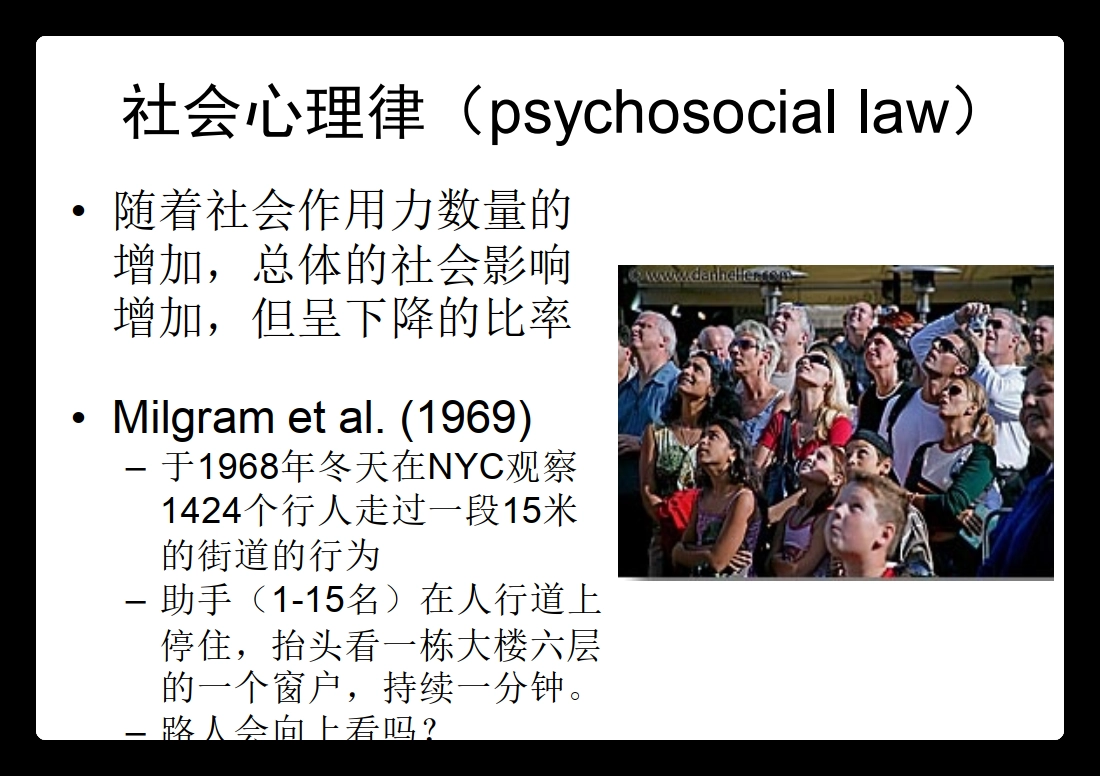 社会心理律（psychosocial law）
• 随着社会作用力数量的
增加，总体的社会影响
增加，但呈下降的比率
• Milgram et al. (1969)
– 于1968年冬天在NYC观察
1424个行人走过一段15米
的街道的行为
– 助手（1-15名）在人行道上
停住，抬头看一栋大楼六层
的一个窗户，持续一分钟。
– 路人会向上看吗？
© www.danheller.com